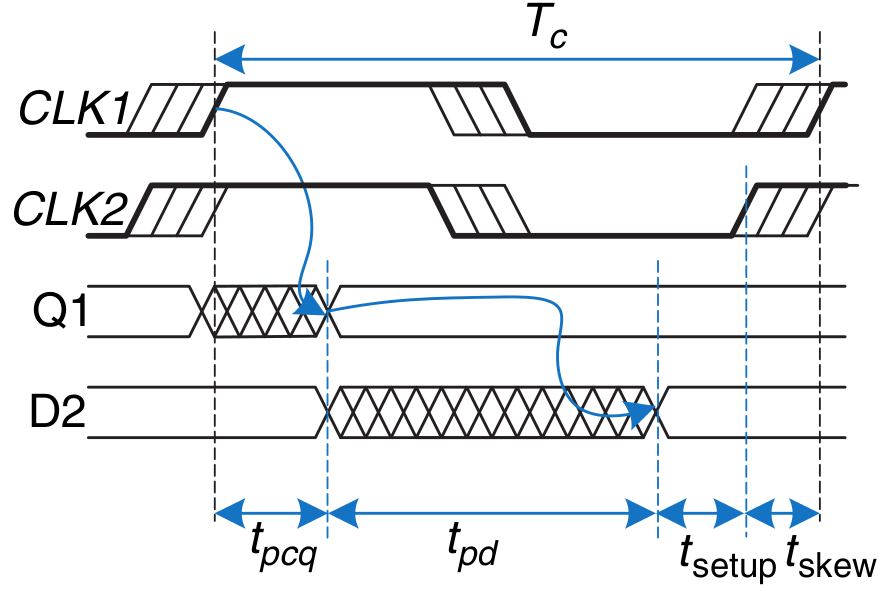 Tc
CLK1
CLK2
Q1
D2
tpcq tpd tsetup tskew